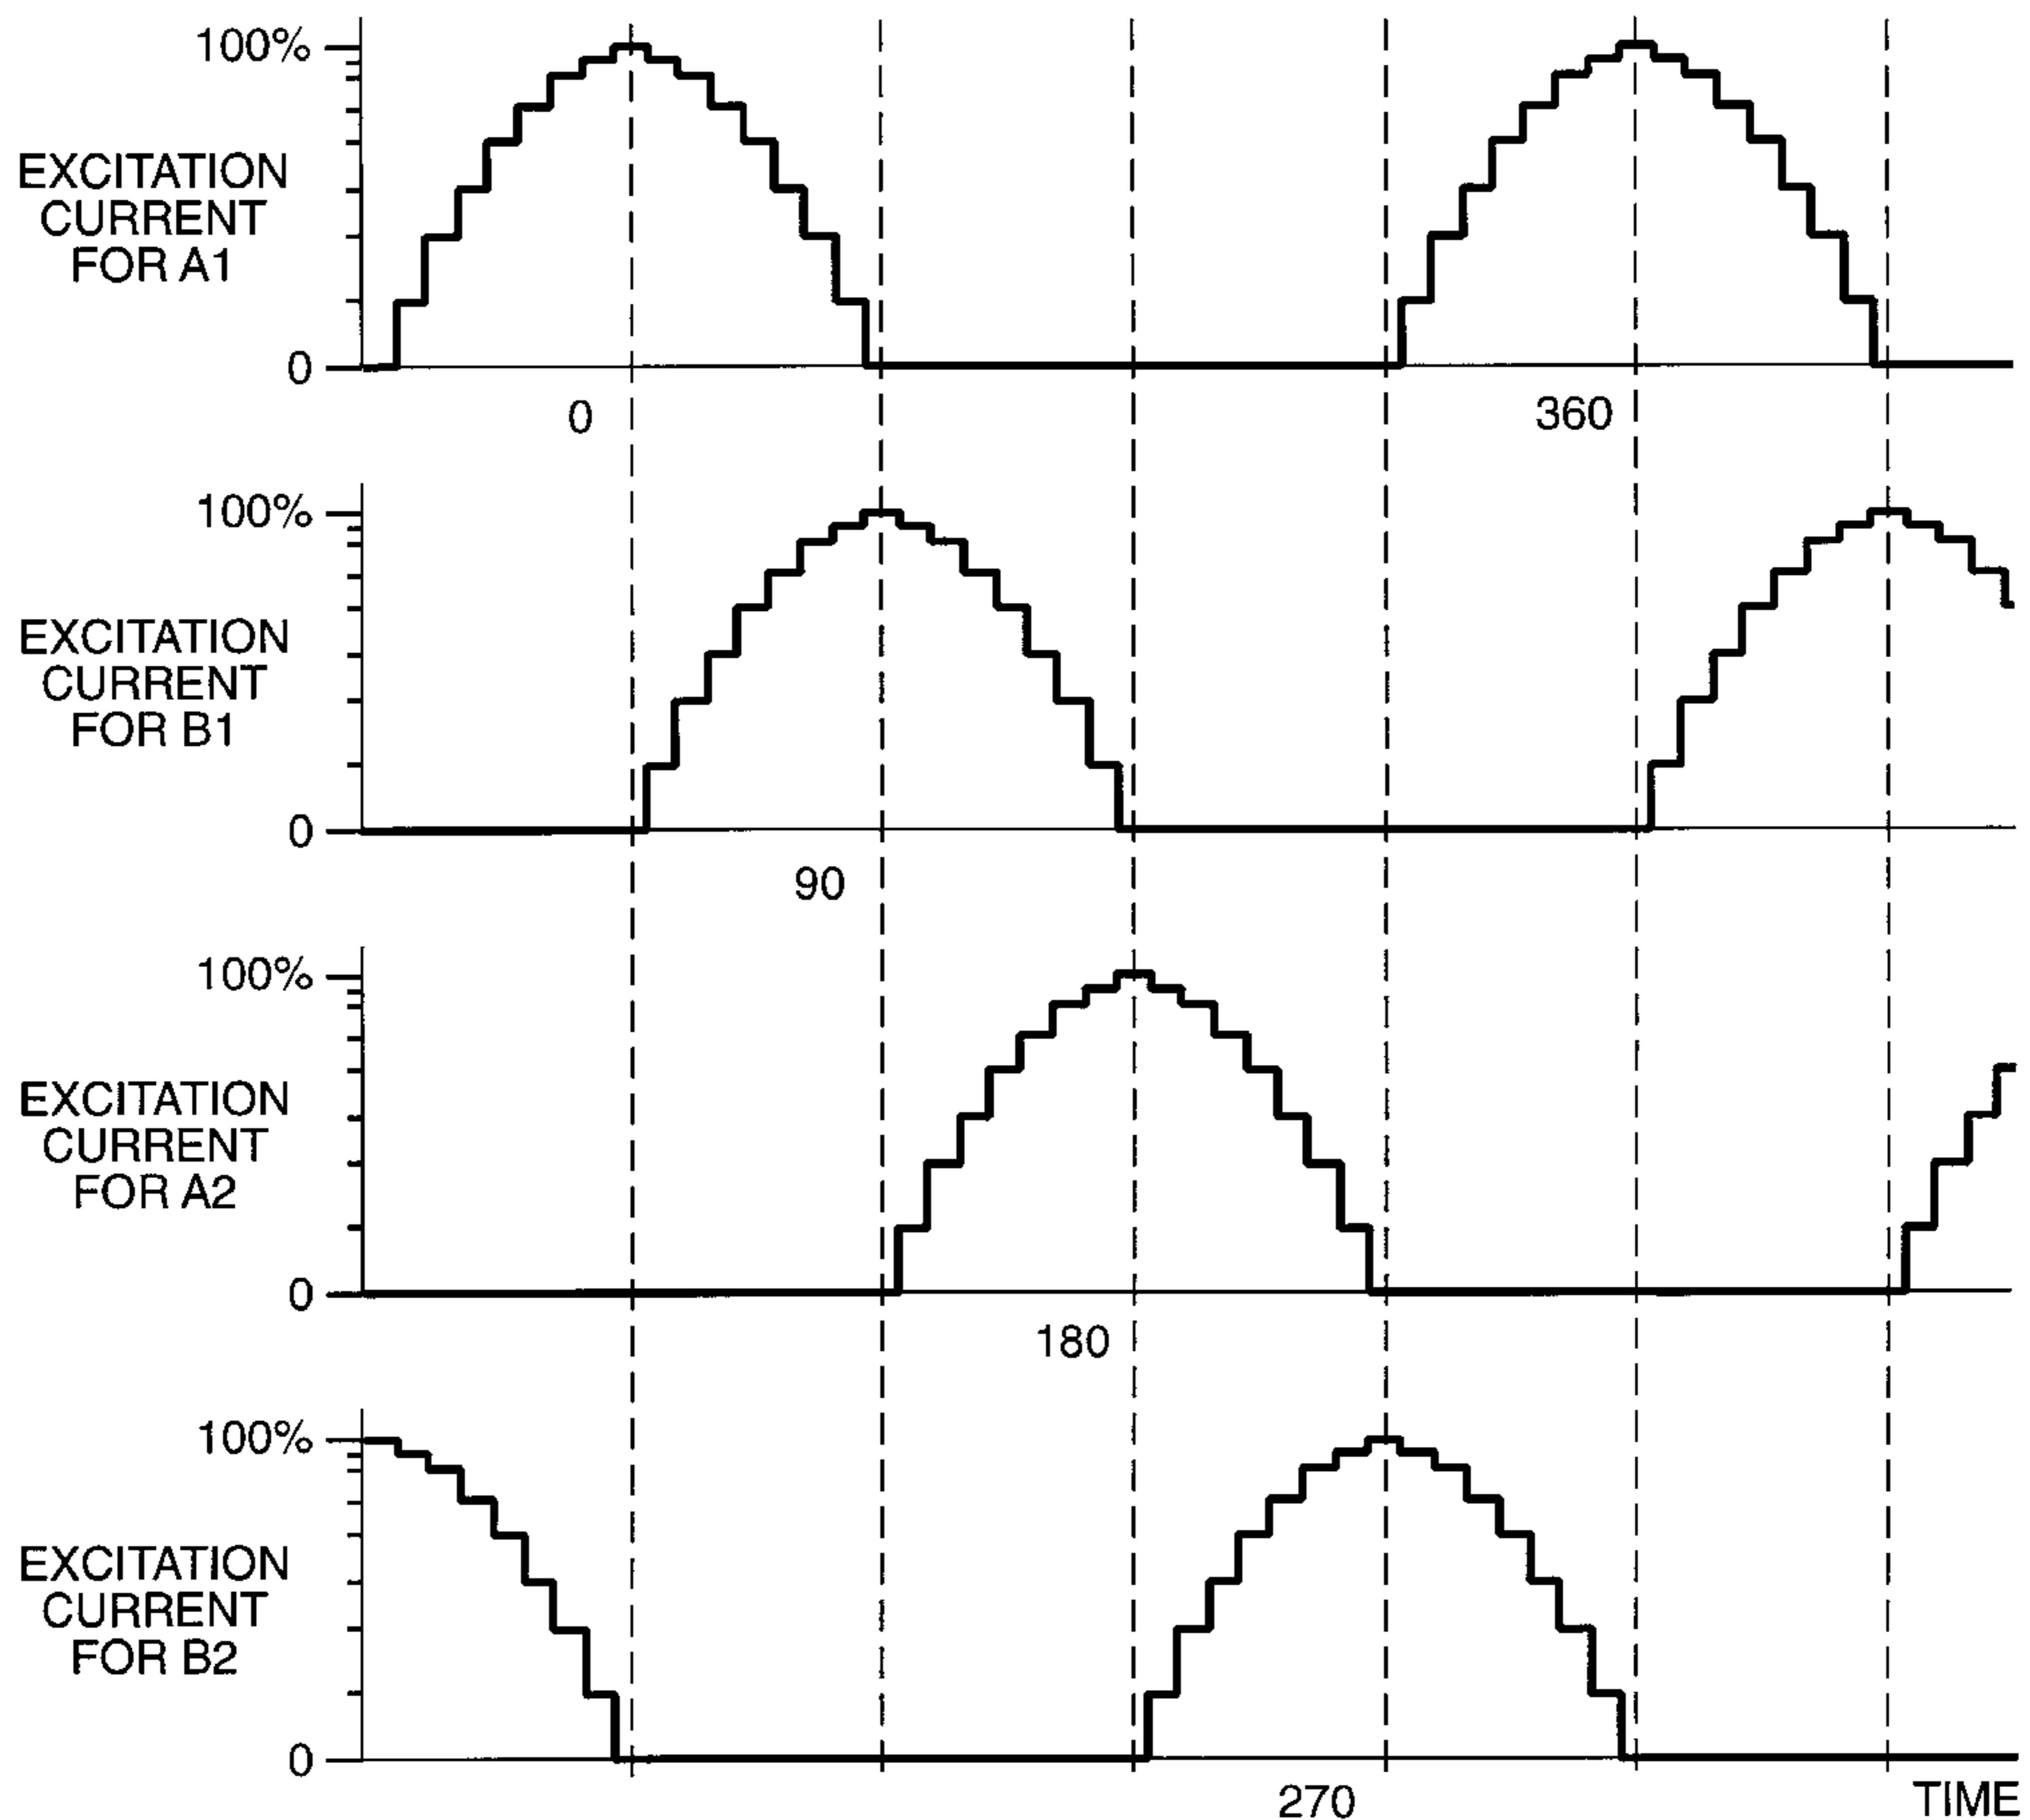 100%
EXCITATION
CURRENT
FOR A1
0
0
360
100%
EXCITATION
CURRENT
FOR B1
0
90
100%
EXCITATION
CURRENT
FOR A2
0
180
100%
EXCITATION
CURRENT
FOR B2
0
270
TIME